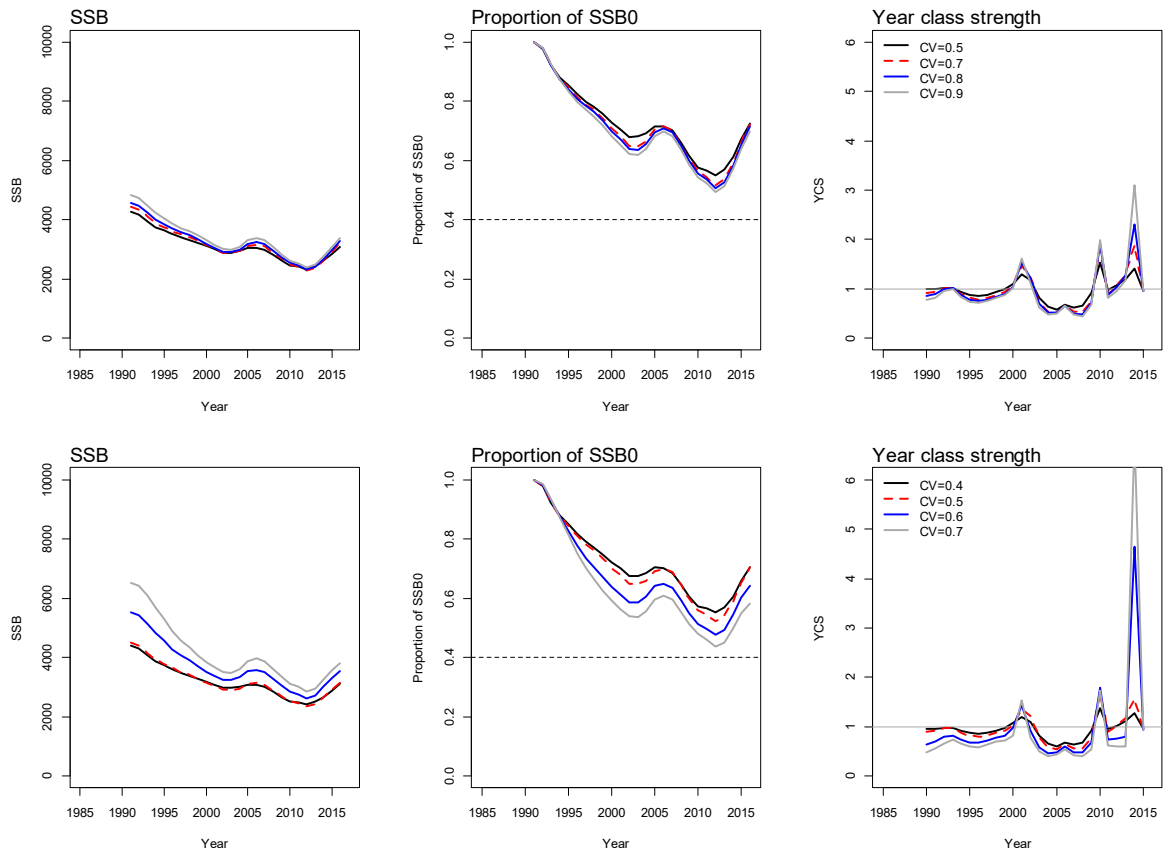 SSB
Proportion of SSB0
Year class strength
SSB
0 2000 4000 6000 8000 10000
1985 1990 1995 2000 2005 2010 2015
Year
Proportion of SSB0
0.0 0.2 0.4 0.6 0.8 1.0
1985 1990 1995 2000 2005 2010 2015
Year
YCS
0 1 2 3 4 5 6
CV=0.5
CV=0.7
CV=0.8
CV=0.9
1985 1990 1995 2000 2005 2010 2015
Year
SSB
Proportion of SSB0
Year class strength
SSB
0 2000 4000 6000 8000 10000
1985 1990 1995 2000 2005 2010 2015
Year
Proportion of SSB0
0.0 0.2 0.4 0.6 0.8 1.0
1985 1990 1995 2000 2005 2010 2015
Year
YCS
0 1 2 3 4 5 6
CV=0.4
CV=0.5
CV=0.6
CV=0.7
1985 1990 1995 2000 2005 2010 2015
Year